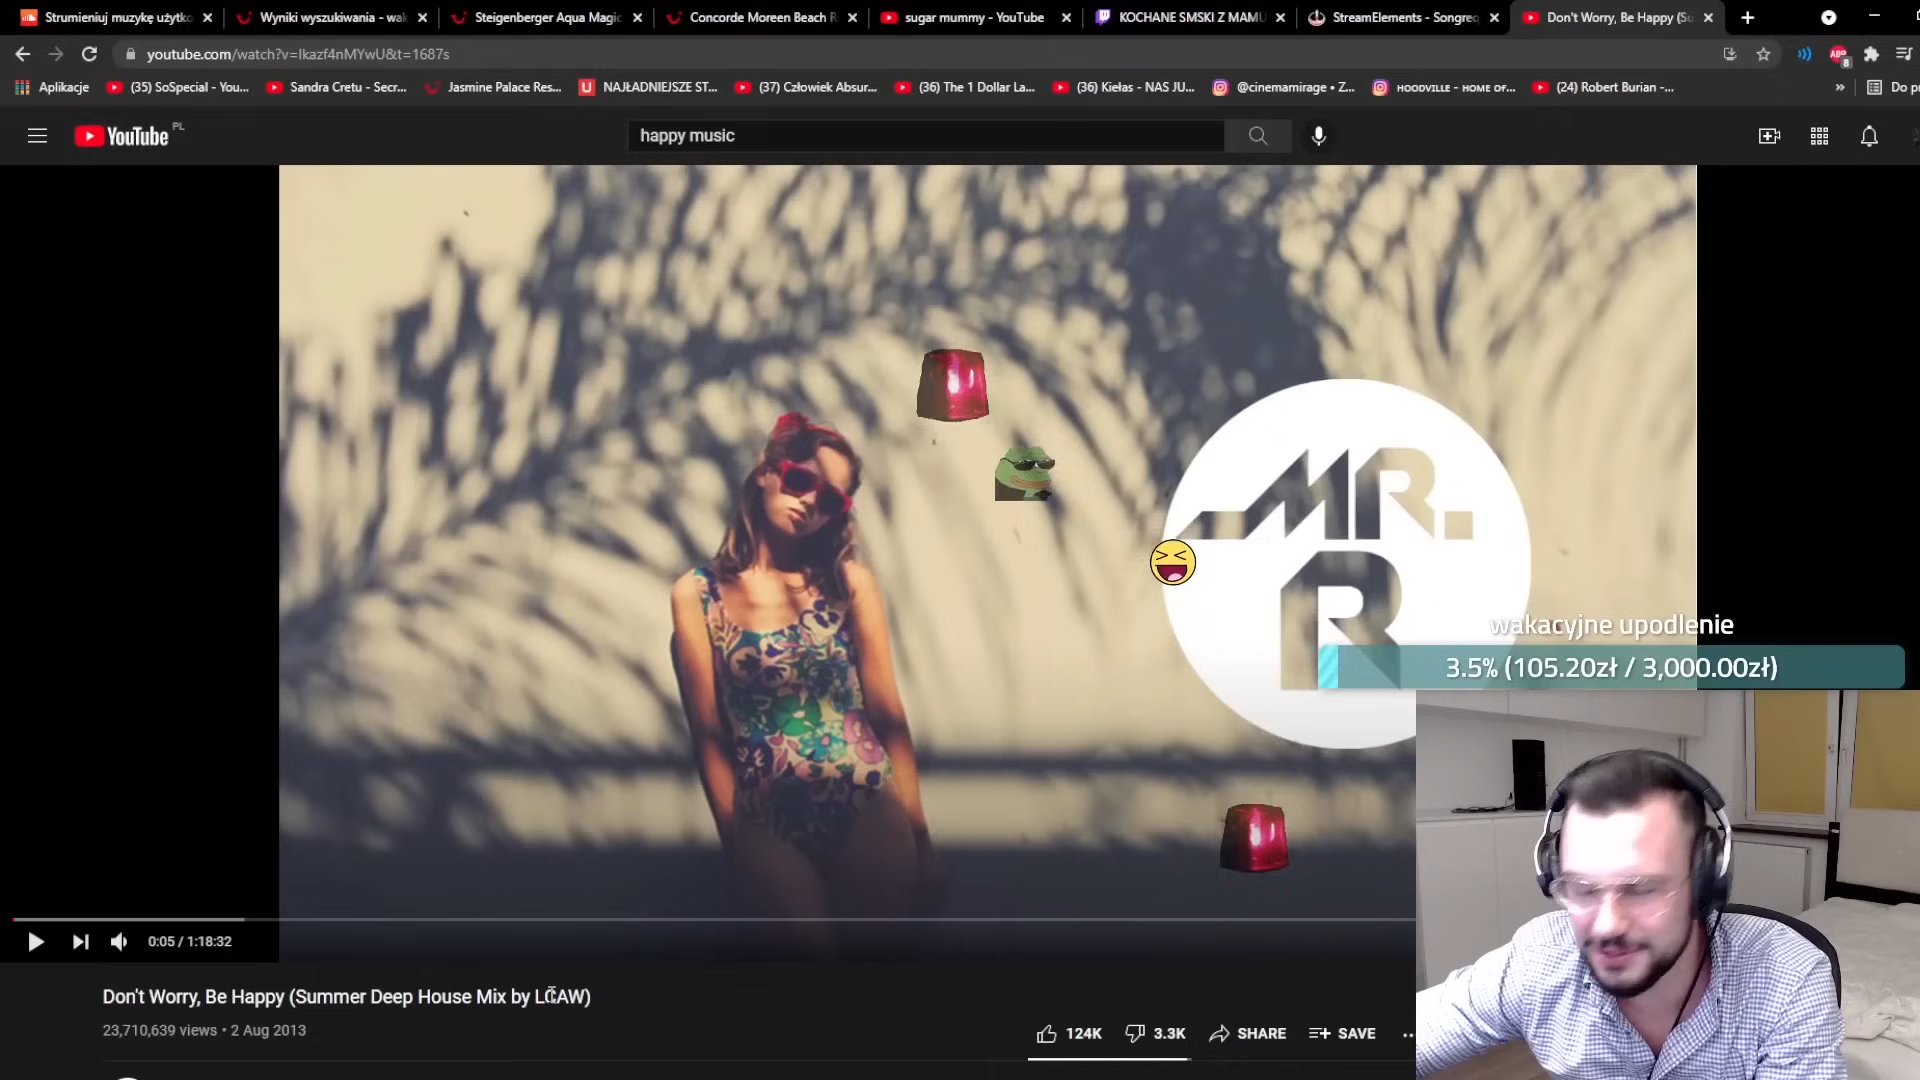 Strumieniuj muzykę użytko
Wyniki wyszukiwania - wak
Steigenberger Aqua Magic
Concorde Moreen Beach R
sugar mummy - YouTube
KOCHANE SMSKI Z MAMU
StreamElements - Songreq
Don't Worry, Be Happy (Su
youtube.com/watch?v=Ikazf4nMYwU&t=1687s
ABP
8
Aplikacje
(35) SoSpecial - You...
Sandra Cretu - Secr...
Jasmine Palace Res...
NAJŁADNIEJSZE ST...
(37) Człowiek Absur...
(36) The 1 Dollar La...
(36) Kiełas - NAS JU...
@cinemamirage • Z...
HOODVILLE - HOME OF...
(24) Robert Burian -...
»
Do p
YouTube PL
happy music
MR.
R
wakacyjne upodlenie
3.5% (105.20zł / 3,000.00zł)
0:05 / 1:18:32
Don't Worry, Be Happy (Summer Deep House Mix by LCAW)
23,710,639 views • 2 Aug 2013
124K
3.3K
SHARE
SAVE